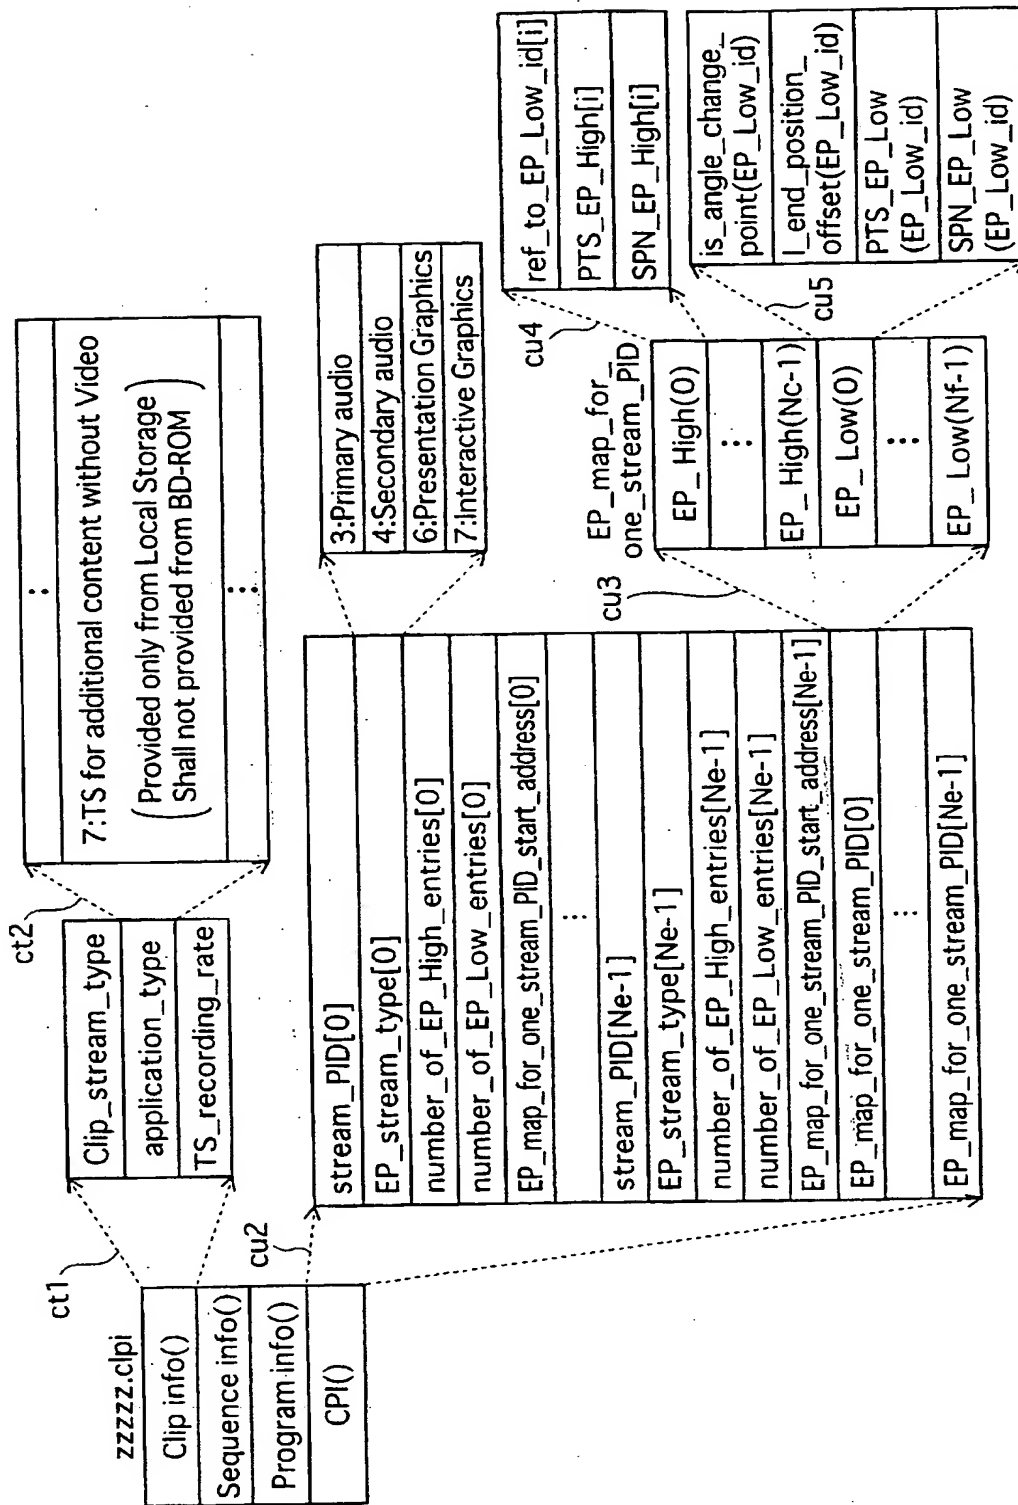 zzzzz.clpi
Clip info()
Sequence info()
Program info()
CPI()
ct1
Clip_stream_type
application_type
TS_recording_rate
ct2
⋮
7:TS for additional content without Video
(Provided only from Local Storage
Shall not provided from BD-ROM)
⋮
cu2
stream_PID[0]
EP_stream_type[0]
number_of_EP_High_entries[0]
number_of_EP_Low_entries[0]
EP_map_for_one_stream_PID_start_address[0]
⋮
stream_PID[Ne-1]
EP_stream_type[Ne-1]
number_of_EP_High_entries[Ne-1]
number_of_EP_Low_entries[Ne-1]
EP_map_for_one_stream_PID_start_address[Ne-1]
EP_map_for_one_stream_PID[0]
⋮
EP_map_for_one_stream_PID[Ne-1]
3:Primary audio
4:Secondary audio
6:Presentation Graphics
7:Interactive Graphics
cu3
EP_map_for_
one_stream_PID
EP_High(0)
⋮
EP_High(Nc-1)
EP_Low(0)
⋮
EP_Low(Nf-1)
cu4
ref_to_EP_Low_id[i]
PTS_EP_High[i]
SPN_EP_High[i]
cu5
is_angle_change_
point(EP_Low_id)
I_end_position_
offset(EP_Low_id)
PTS_EP_Low
(EP_Low_id)
SPN_EP_Low
(EP_Low_id)